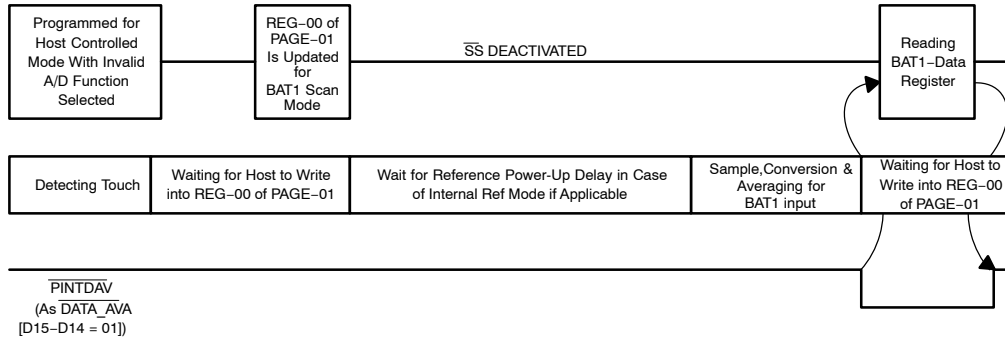 Programmed for
Host Controlled
Mode With Invalid
A/D Function
Selected
REG−00 of
PAGE−01
Is Updated
for
BAT1 Scan
Mode
SS DEACTIVATED
Reading
BAT1−Data
Register
Detecting Touch
Waiting for Host to Write
into REG−00 of PAGE−01
Wait for Reference Power-Up Delay in Case
of Internal Ref Mode if Applicable
Sample,Conversion &
Averaging for
BAT1 input
Waiting for Host to
Write into REG−00
of PAGE−01
PINTDAV
(As DATA_AVA
[D15−D14 = 01])